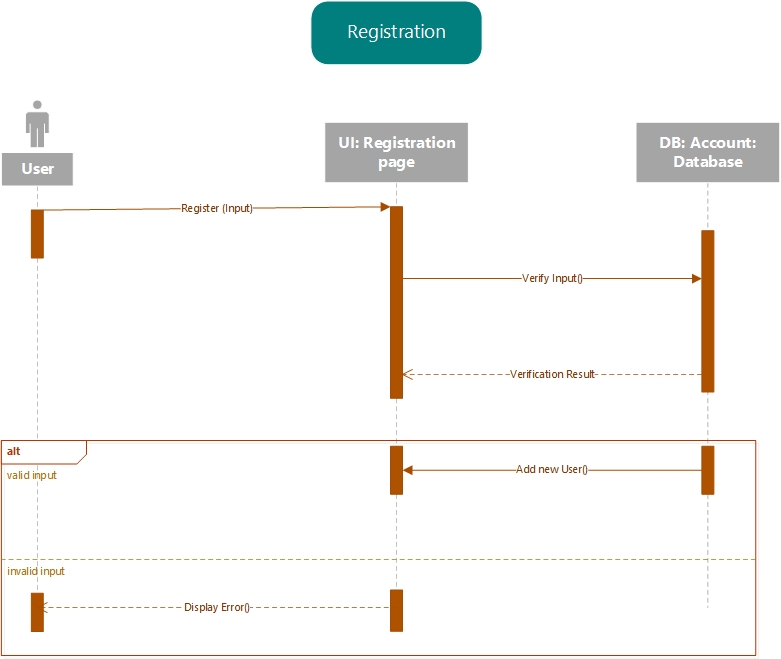 Registration
User
UI: Registration
page
DB: Account:
Database
Register (Input)
Verify Input()
Verification Result
alt
valid input
Add new User()
invalid input
Display Error()